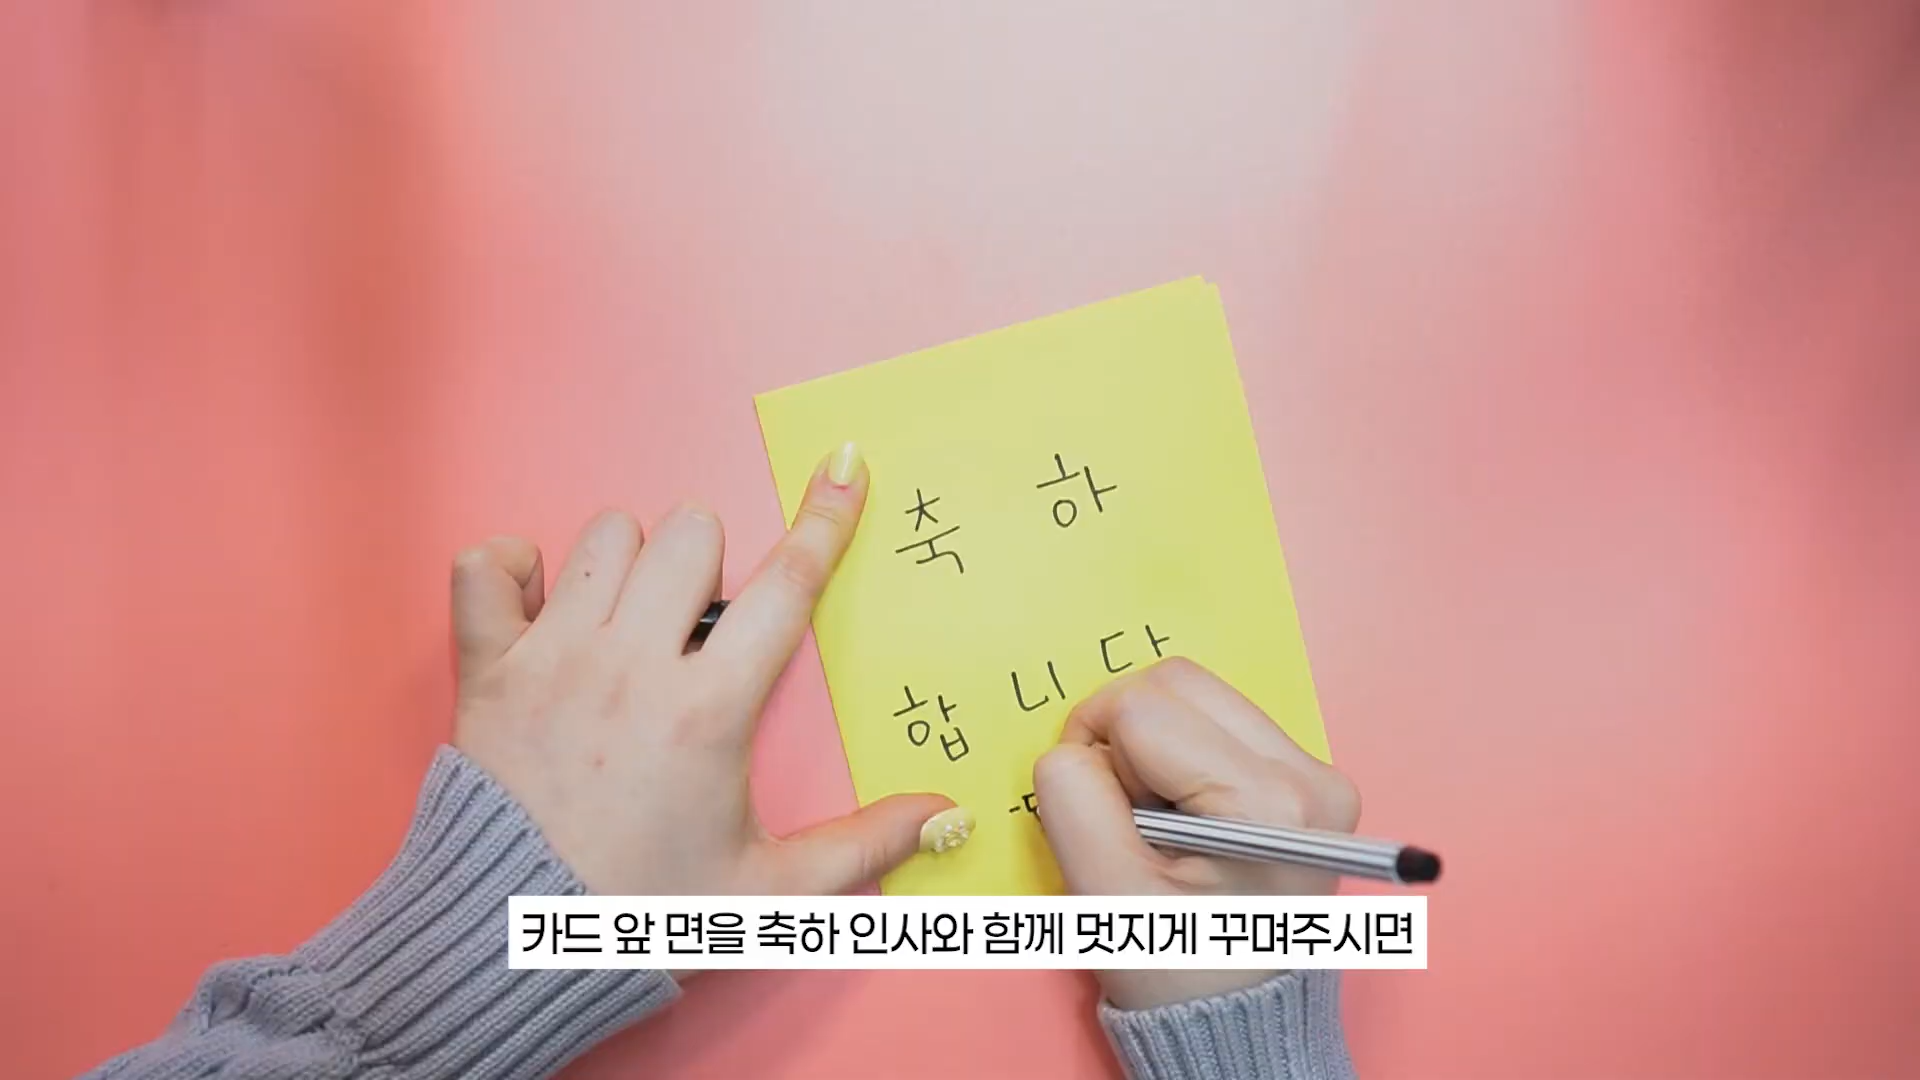 축 하
합 니 다
카드 앞 면을 축하 인사와 함께 멋지게 꾸며주시면